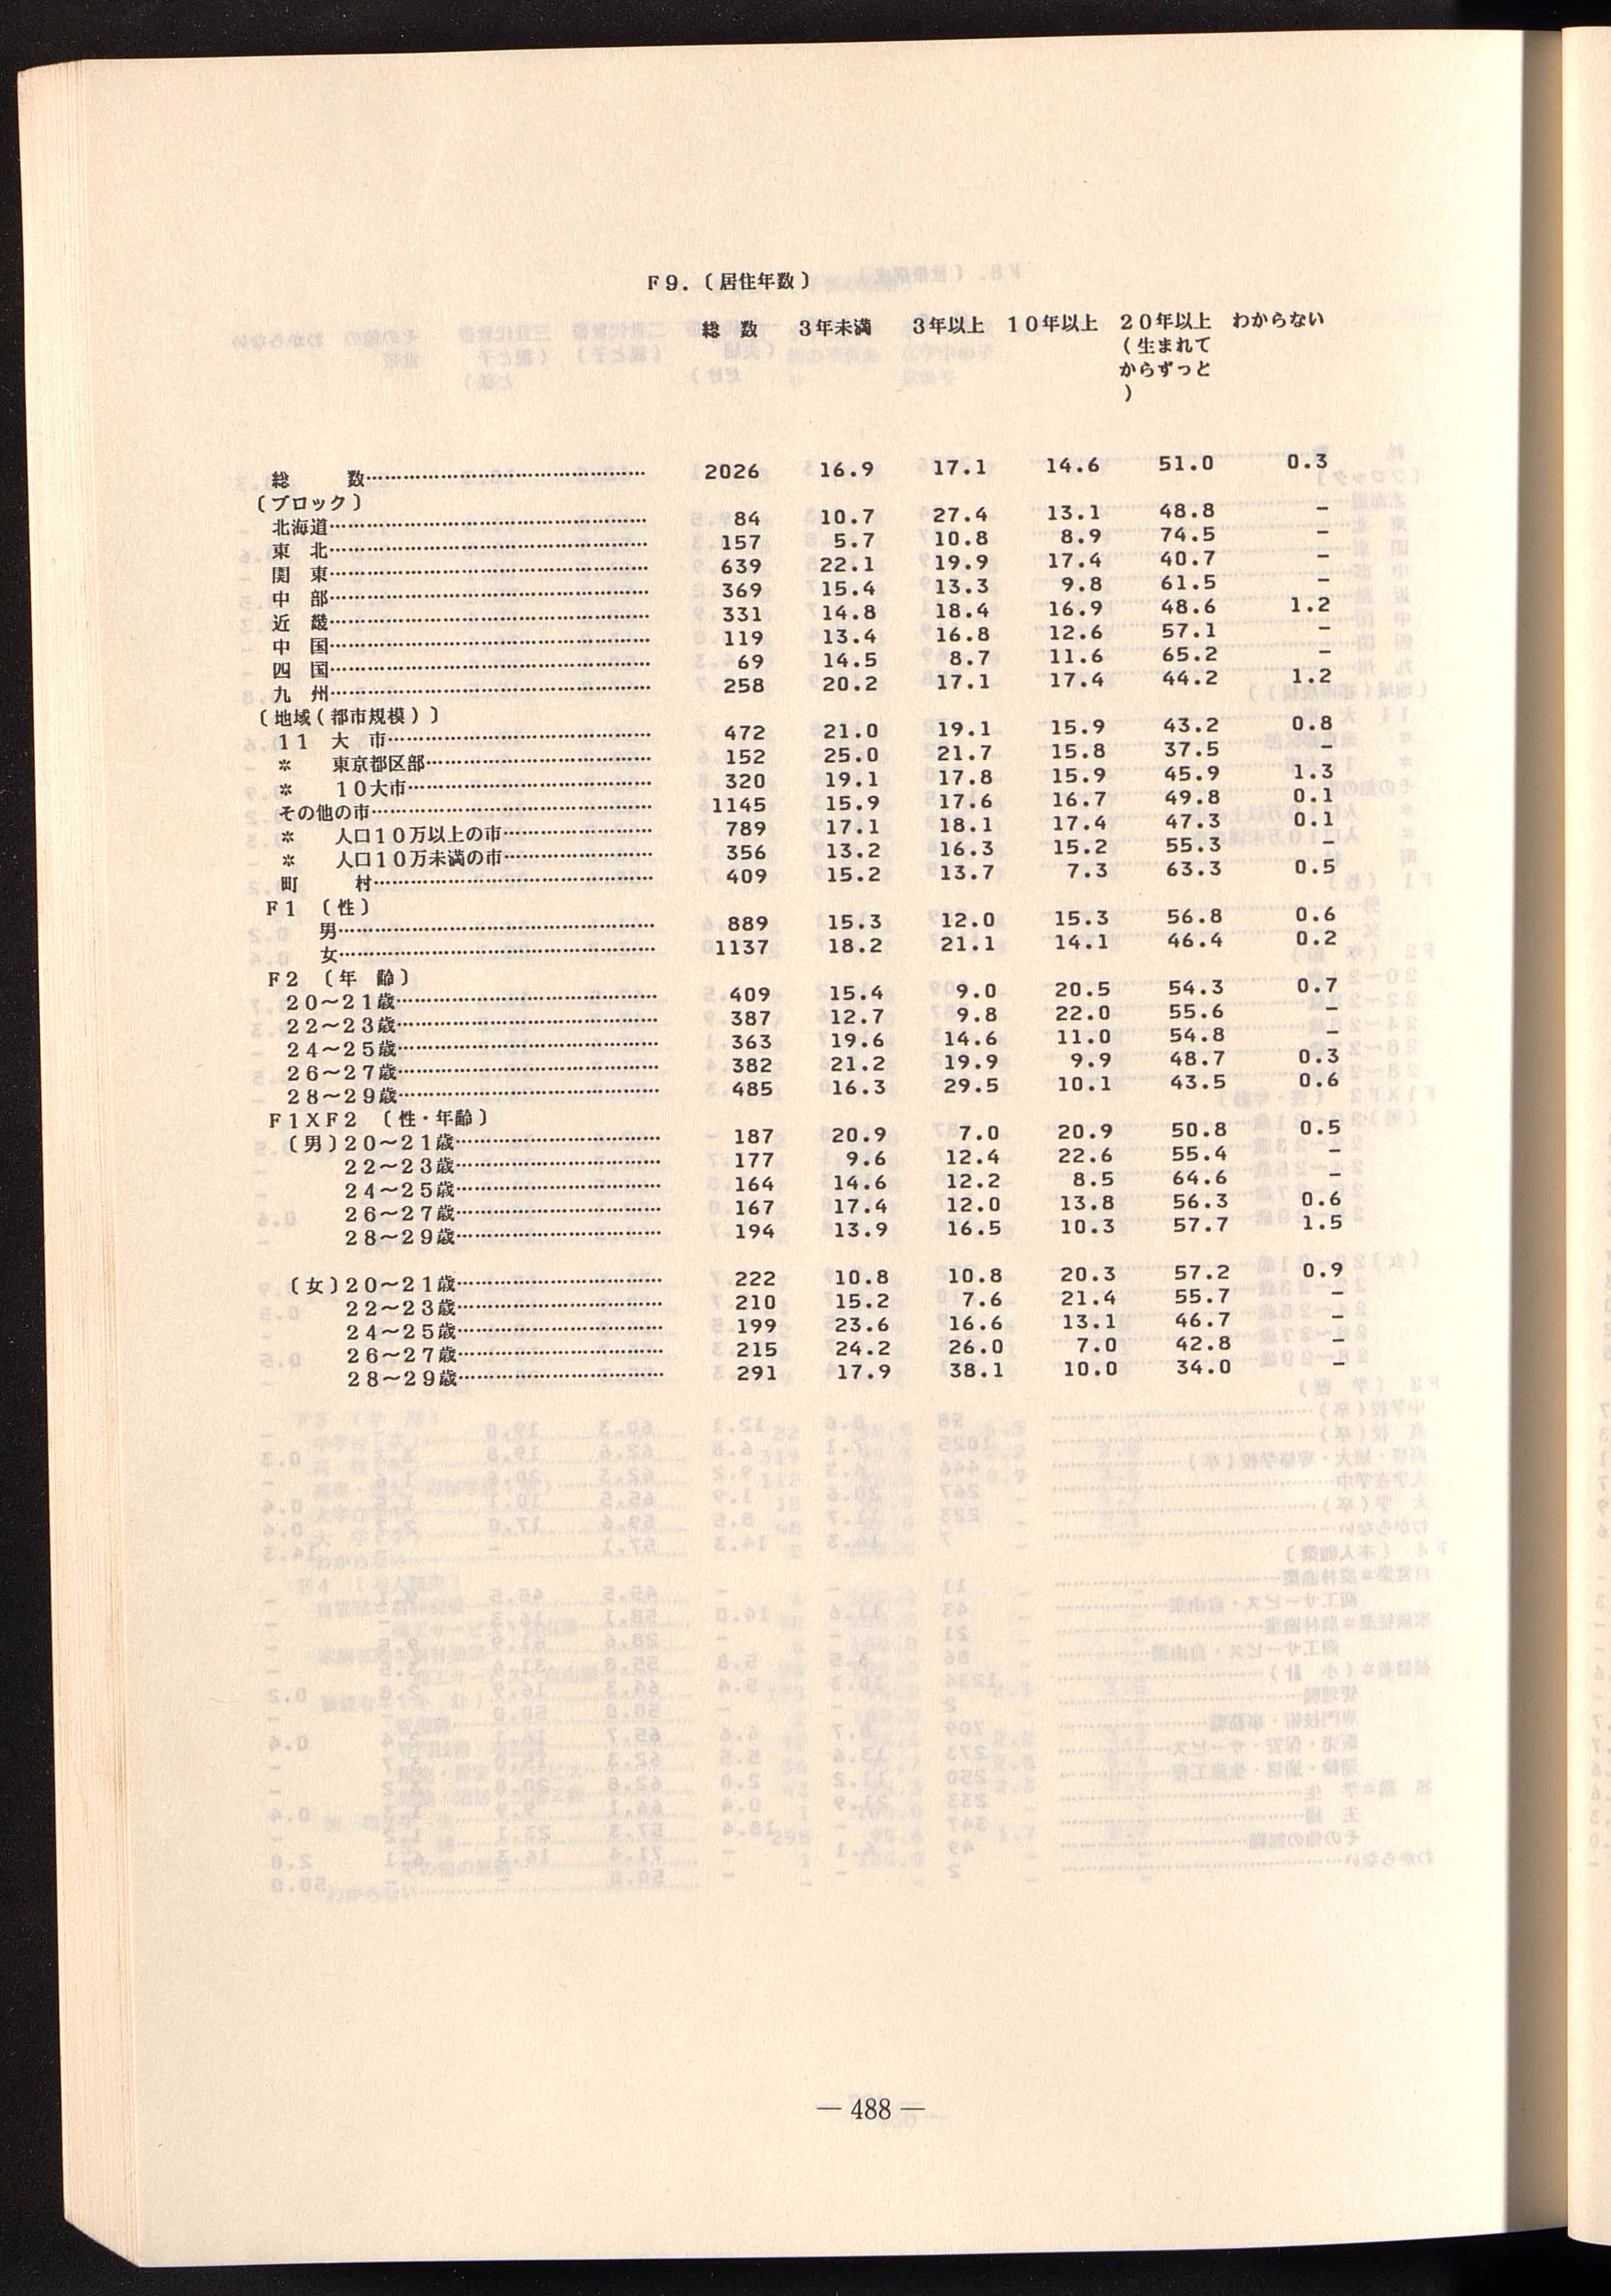 F9.〔居住年数〕
総　数　3年未満　3年以上　10年以上　20年以上　わからない
(生まれて
からずっと
)
総　　　数……………………………… 2026 16.9 17.1 14.6 51.0 0.3
〔ブロック〕
北海道……………………………… 84 10.7 27.4 13.1 48.8 −
東　北……………………………… 157 5.7 10.8 8.9 74.5 −
関　東……………………………… 639 22.1 19.9 17.4 40.7 −
中　部……………………………… 369 15.4 13.3 9.8 61.5 −
近　畿……………………………… 331 14.8 18.4 16.9 48.6 1.2
中　国……………………………… 119 13.4 16.8 12.6 57.1 −
四　国……………………………… 69 14.5 8.7 11.6 65.2 −
九　州……………………………… 258 20.2 17.1 17.4 44.2 1.2
〔地域(都市規模)〕
11　大　市……………………………… 472 21.0 19.1 15.9 43.2 0.8
＊　東京都区部……………………………… 152 25.0 21.7 15.8 37.5 −
＊　10大市……………………………… 320 19.1 17.8 15.9 45.9 1.3
その他の市……………………………… 1145 15.9 17.6 16.7 49.8 0.1
＊　人口10万以上の市……………… 789 17.1 18.1 17.4 47.3 0.1
＊　人口10万未満の市……………… 356 13.2 16.3 15.2 55.3 −
町　　　村……………………………… 409 15.2 13.7 7.3 63.3 0.5
F1　〔性〕
男……………………………… 889 15.3 12.0 15.3 56.8 0.6
女……………………………… 1137 18.2 21.1 14.1 46.4 0.2
F2　〔年　齢〕
20～21歳……………………………… 409 15.4 9.0 20.5 54.3 0.7
22～23歳……………………………… 387 12.7 9.8 22.0 55.6 −
24～25歳……………………………… 363 19.6 14.6 11.0 54.8 −
26～27歳……………………………… 382 21.2 19.9 9.9 48.7 0.3
28～29歳……………………………… 485 16.3 29.5 10.1 43.5 0.6
F1XF2　〔性・年齢〕
〔男〕20～21歳……………………… 187 20.9 7.0 20.9 50.8 0.5
22～23歳……………………… 177 9.6 12.4 22.6 55.4 −
24～25歳……………………… 164 14.6 12.2 8.5 64.6 −
26～27歳……………………… 167 17.4 12.0 13.8 56.3 0.6
28～29歳……………………… 194 13.9 16.5 10.3 57.7 1.5
〔女〕20～21歳……………………… 222 10.8 10.8 20.3 57.2 0.9
22～23歳……………………… 210 15.2 7.6 21.4 55.7 −
24～25歳……………………… 199 23.6 16.6 13.1 46.7 −
26～27歳……………………… 215 24.2 26.0 7.0 42.8 −
28～29歳……………………… 291 17.9 38.1 10.0 34.0 −
― 488 ―